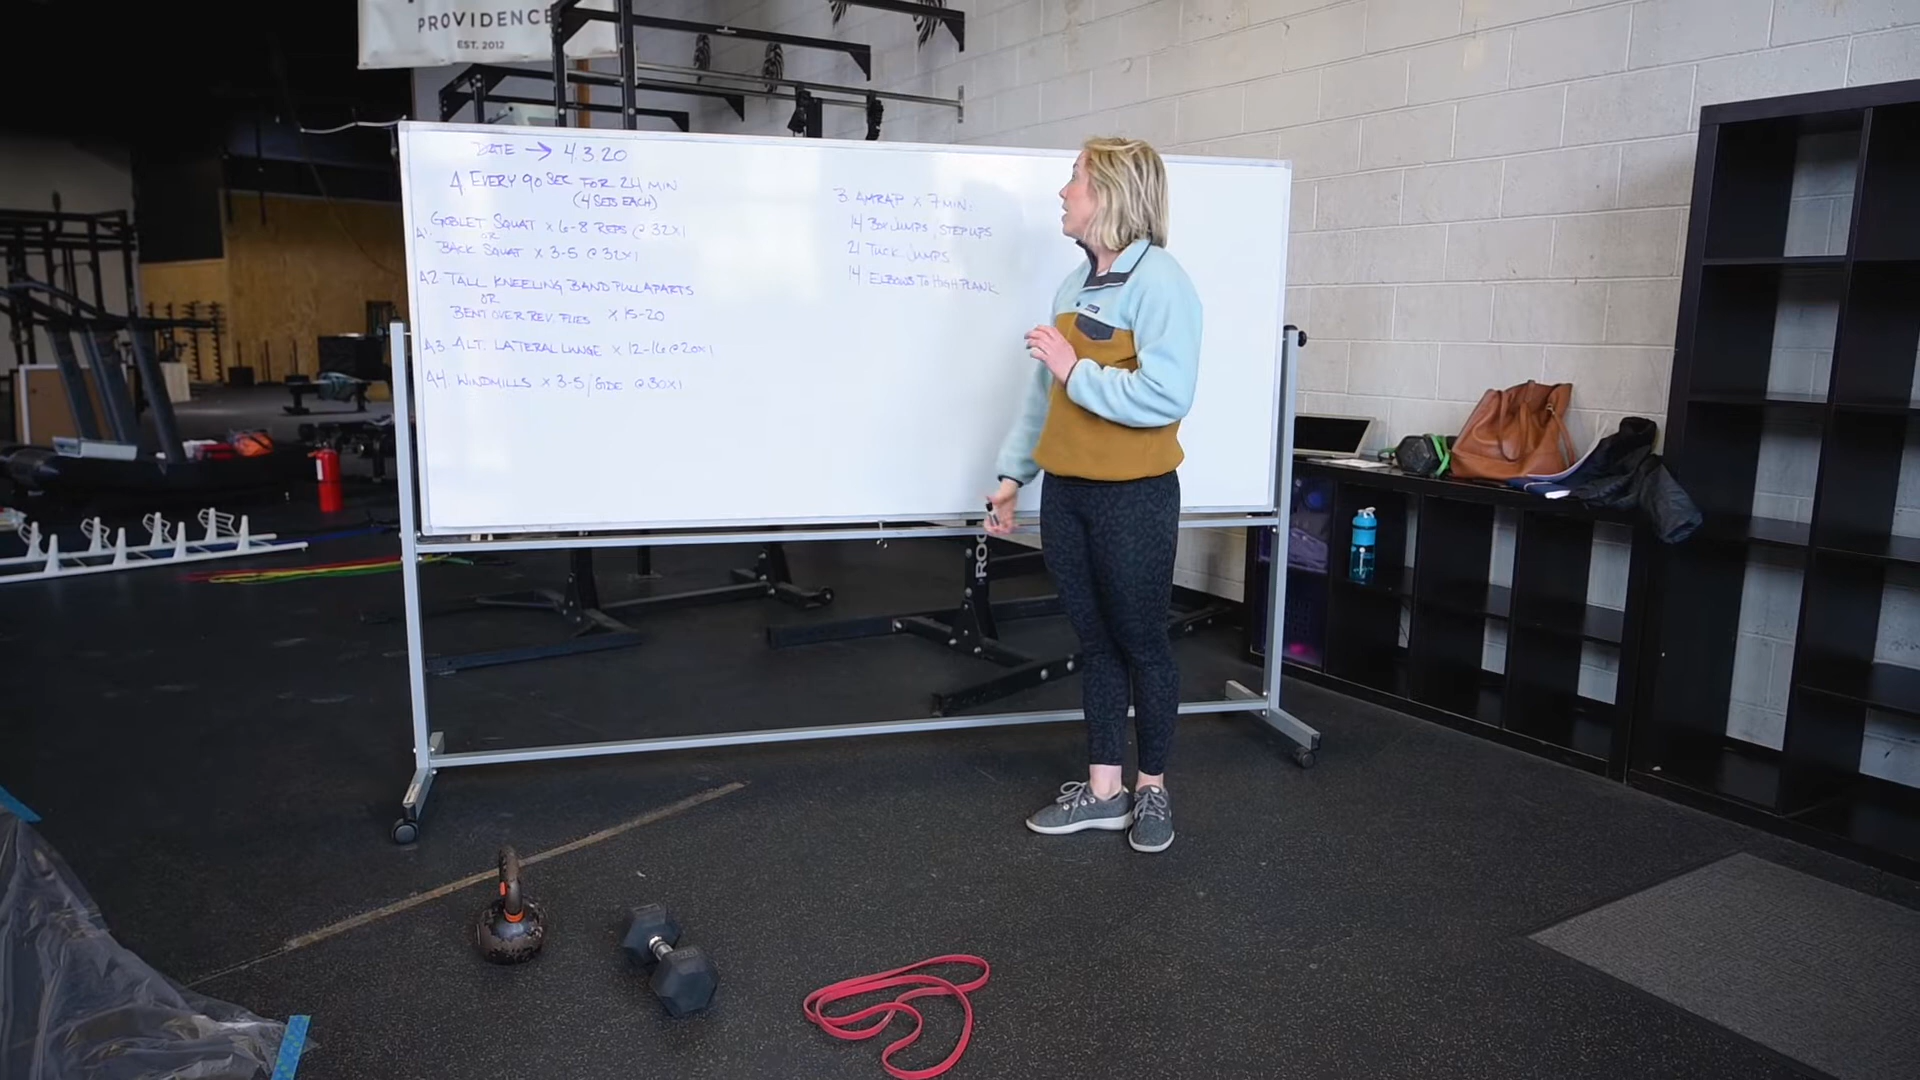 PROVIDENCE
EST. 2012
DATE → 4.3.20
A. EVERY 90 SEC FOR 24 MIN
(4 SETS EACH)
A1. GOBLET SQUAT x 6-8 REPS @ 32X1
OR
BACK SQUAT x 3-5 @ 32X1
A2 TALL KNEELING BAND PULL APARTS
OR
BENT OVER REV. FLIES x 15-20
A3 ALT. LATERAL LUNGE x 12-16 @ 20X1
A4. WINDMILLS x 3-5/SIDE @ 30X1
3. AMRAP x 7 MIN:
14 BOX JUMPS, STEP UPS
21 TUCK JUMPS
14 ELBOWS TO HIGH PLANK